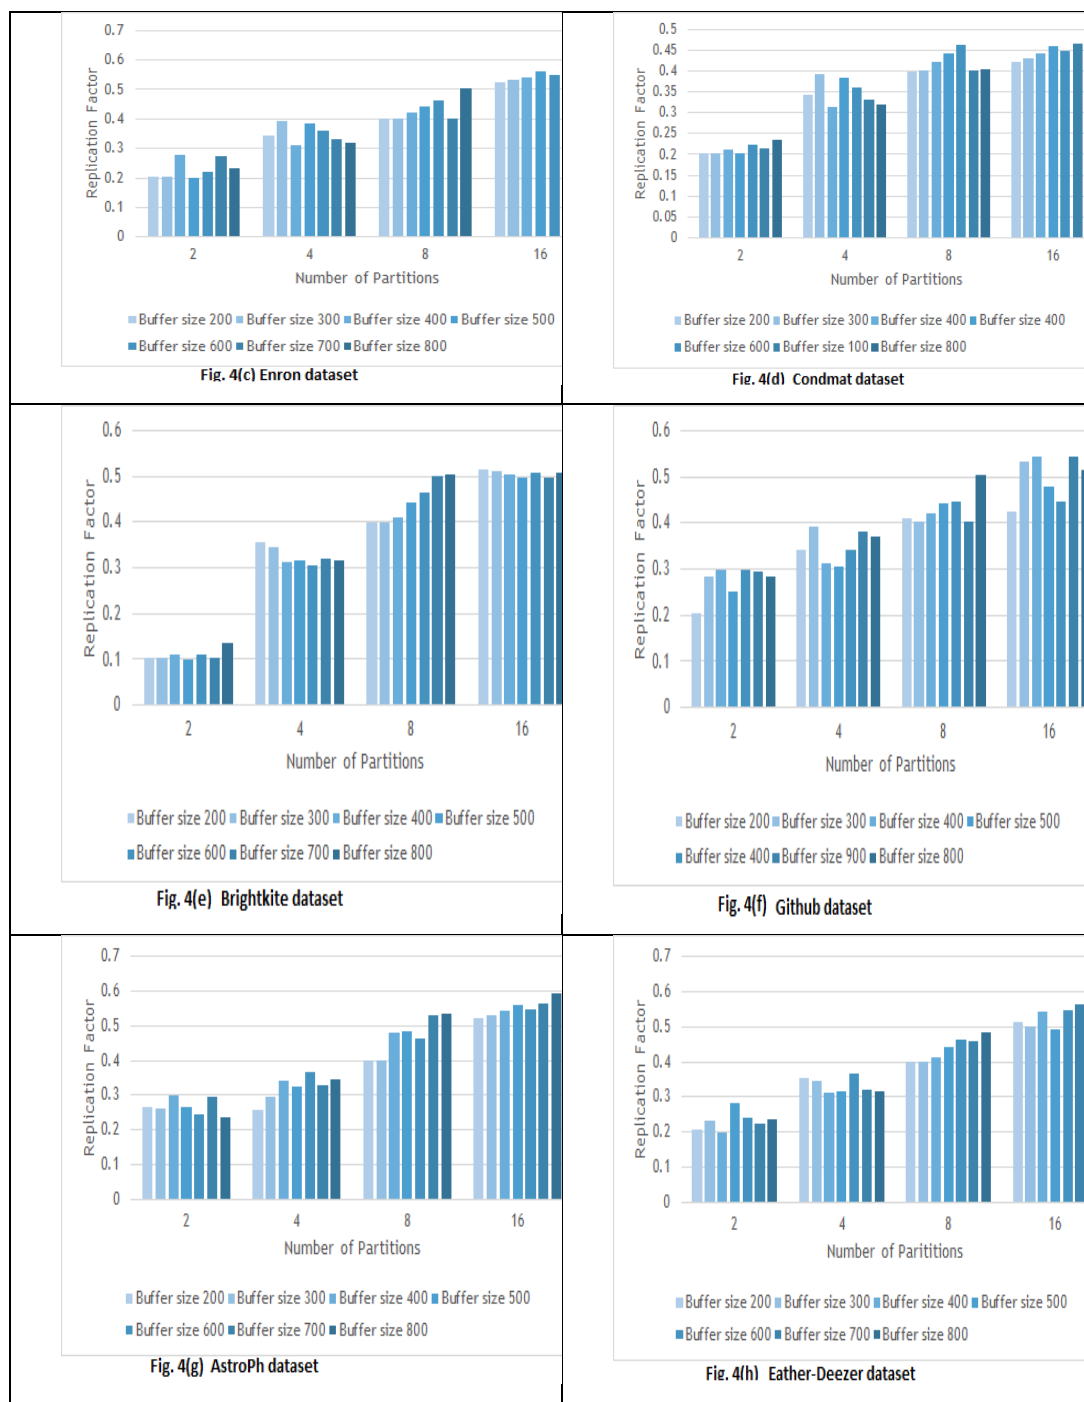 0.7
0.6
0.5
0.4
0.3
0.2
0.1
0
Replication Factor
2 4 8 16
Number of Partitions
Buffer size 200 Buffer size 300 Buffer size 400 Buffer size 500
Buffer size 600 Buffer size 700 Buffer size 800
Fig. 4(c) Enron dataset
0.5
0.45
0.4
0.35
0.3
0.25
0.2
0.15
0.1
0.05
0
Replication Factor
2 4 8 16
Number of Partitions
Buffer size 200 Buffer size 300 Buffer size 400 Buffer size 400
Buffer size 600 Buffer size 100 Buffer size 800
Fig. 4(d) Condmat dataset
0.6
0.5
0.4
0.3
0.2
0.1
0
Replication Factor
2 4 8 16
Number of Partitions
Buffer size 200 Buffer size 300 Buffer size 400 Buffer size 500
Buffer size 600 Buffer size 700 Buffer size 800
Fig. 4(e) Brightkite dataset
0.6
0.5
0.4
0.3
0.2
0.1
0
Replication Factor
2 4 8 16
Number of Partitions
Buffer size 200 Buffer size 300 Buffer size 400 Buffer size 500
Buffer size 400 Buffer size 900 Buffer size 800
Fig. 4(f) Github dataset
0.7
0.6
0.5
0.4
0.3
0.2
0.1
0
Replication Factor
2 4 8 16
Number of Partitions
Buffer size 200 Buffer size 300 Buffer size 400 Buffer size 500
Buffer size 600 Buffer size 700 Buffer size 800
Fig. 4(g) AstroPh dataset
0.7
0.6
0.5
0.4
0.3
0.2
0.1
0
Replication Factor
2 4 8 16
Number of Parititions
Buffer size 200 Buffer size 300 Buffer size 400 Buffer size 500
Buffer size 600 Buffer size 700 Buffer size 800
Fig. 4(h) Eather-Deezer dataset